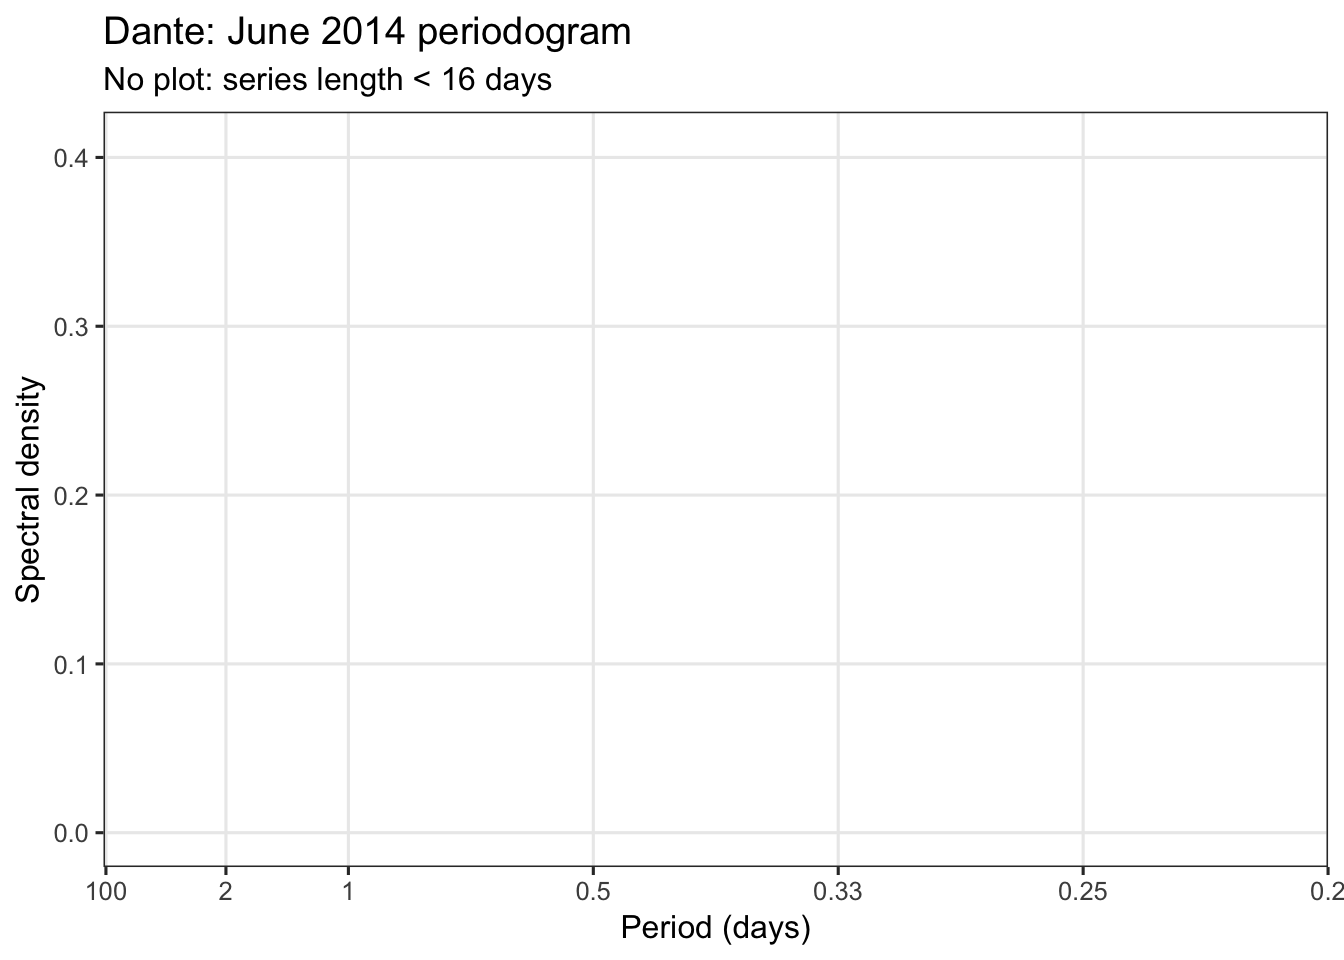 Dante: June 2014 periodogram
No plot: series length < 16 days
Spectral density
0.4
0.3
0.2
0.1
0.0
100 2 1 0.5 0.33 0.25 0.2
Period (days)